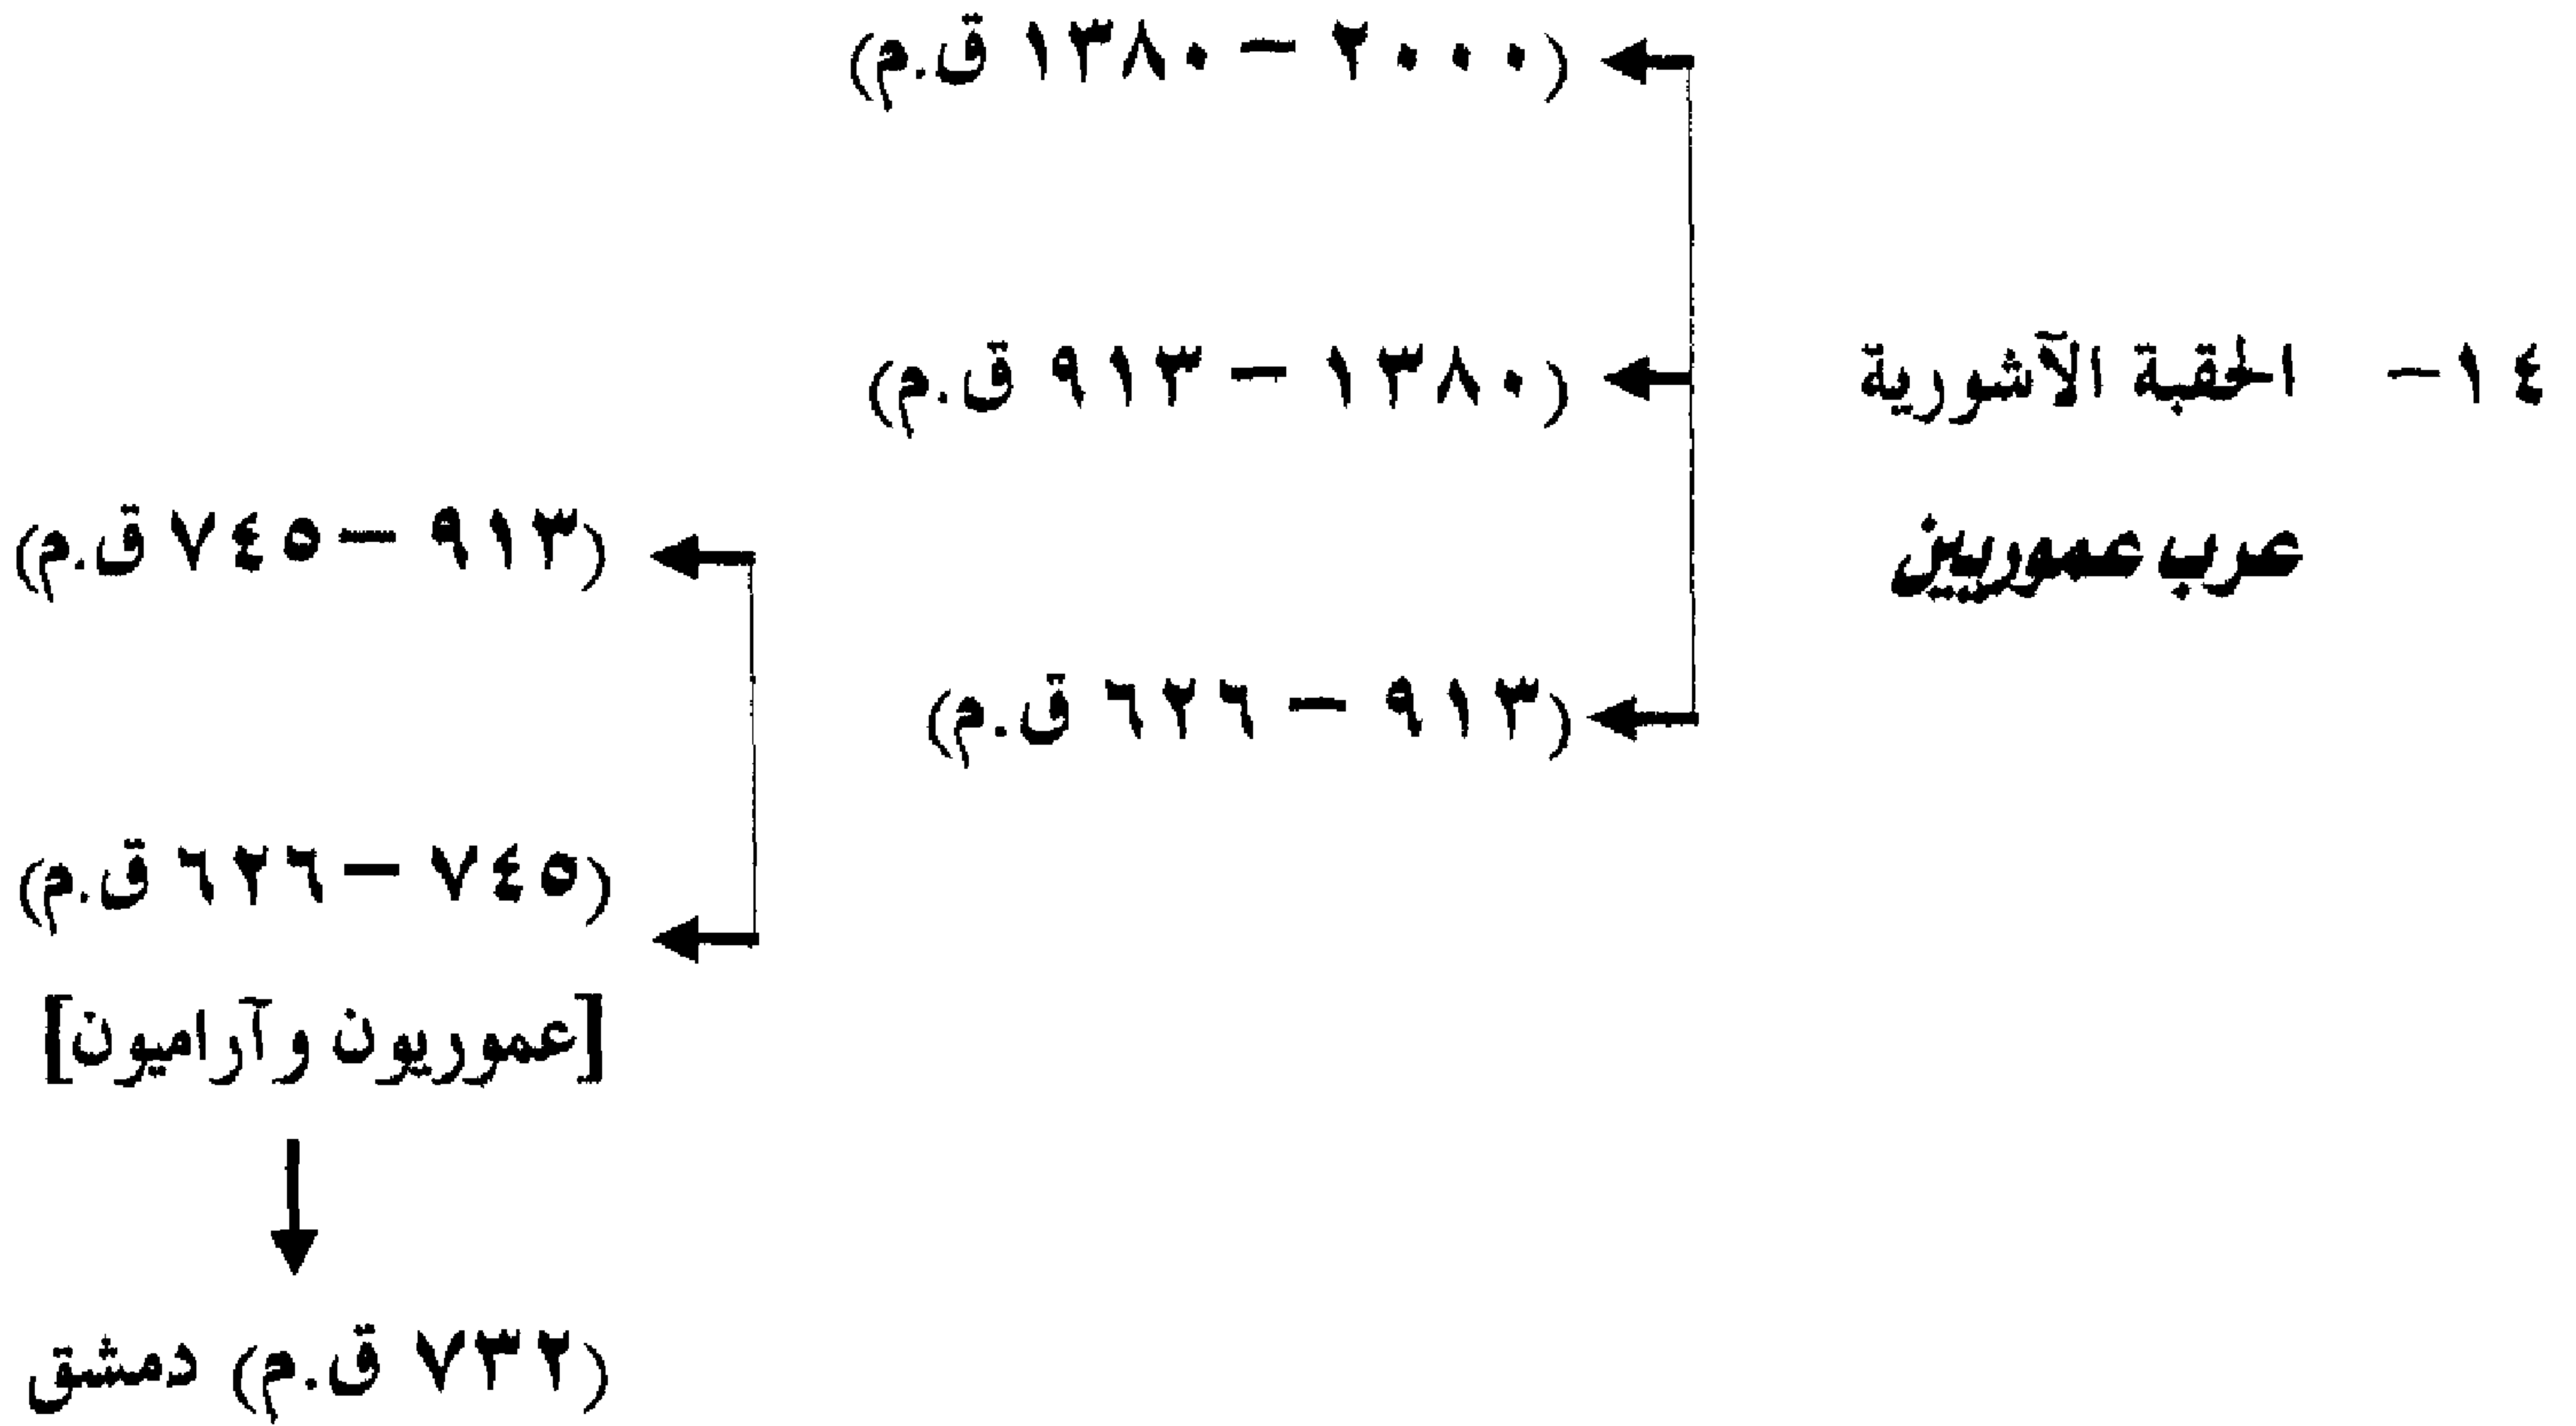 ١٤- الحقبة الآشورية
عرب عموريين
(٢٠٠٠ – ١٣٨٠ ق.م)
(١٣٨٠ – ٩١٣ ق.م)
(٩١٣ – ٦٢٦ ق.م)
(٩١٣ – ٧٤٥ ق.م)
(٧٤٥ – ٦٢٦ ق.م)
[عموريون وآراميون]
(٧٣٢ ق.م) دمشق